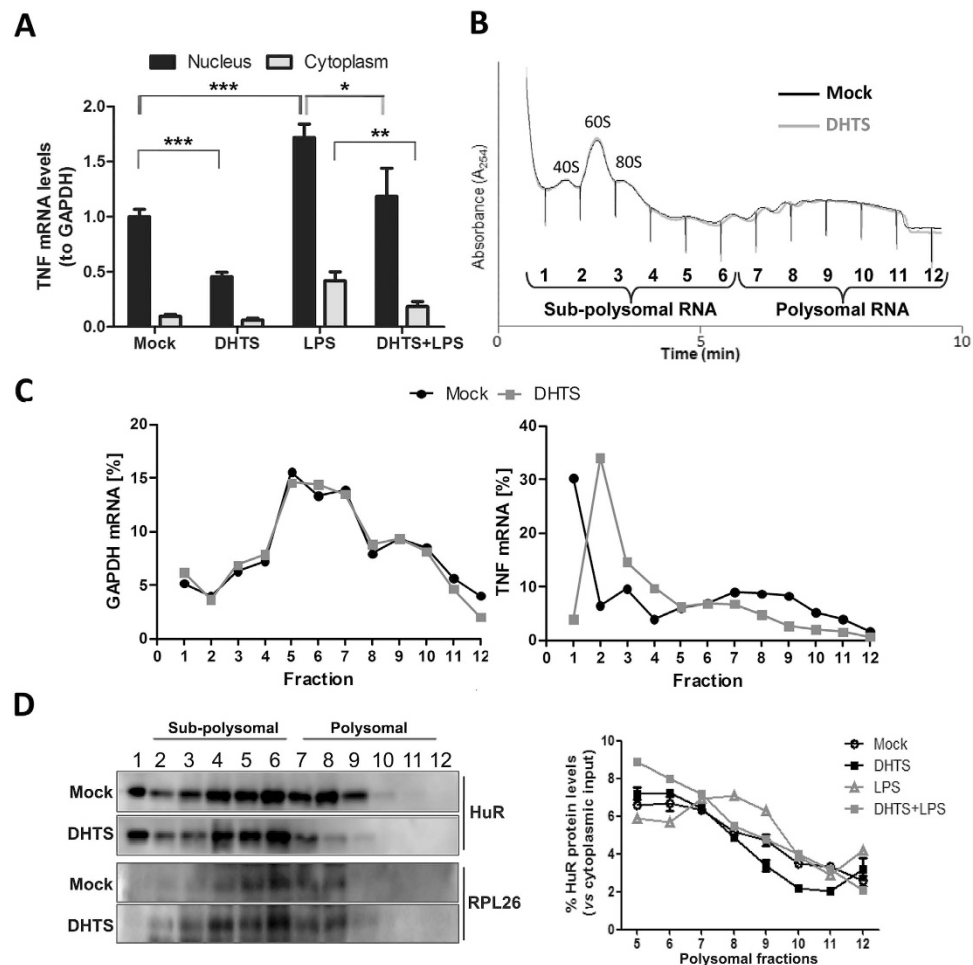 A
Nucleus Cytoplasm
***
*
***
**
TNF mRNA levels
(to GAPDH)
2.0
1.5
1.0
0.5
0.0
Mock DHTS LPS DHTS+LPS
B
Mock
DHTS
60S
40S
80S
Absorbance (A254)
1 2 3 4 5 6 7 8 9 10 11 12
Sub-polysomal RNA Polysomal RNA
0 5 10
Time (min)
C
Mock DHTS
GAPDH mRNA [%]
20
15
10
5
0
0 1 2 3 4 5 6 7 8 9 10 11 12
Fraction
TNF mRNA [%]
40
30
20
10
0
0 1 2 3 4 5 6 7 8 9 10 11 12
Fraction
D
Sub-polysomal Polysomal
1 2 3 4 5 6 7 8 9 10 11 12
Mock
DHTS
HuR
Mock
DHTS
RPL26
Mock
DHTS
LPS
DHTS+LPS
% HuR protein levels
(vs cytoplasmic input)
10
8
6
4
2
0
5 6 7 8 9 10 11 12
Polysomal fractions